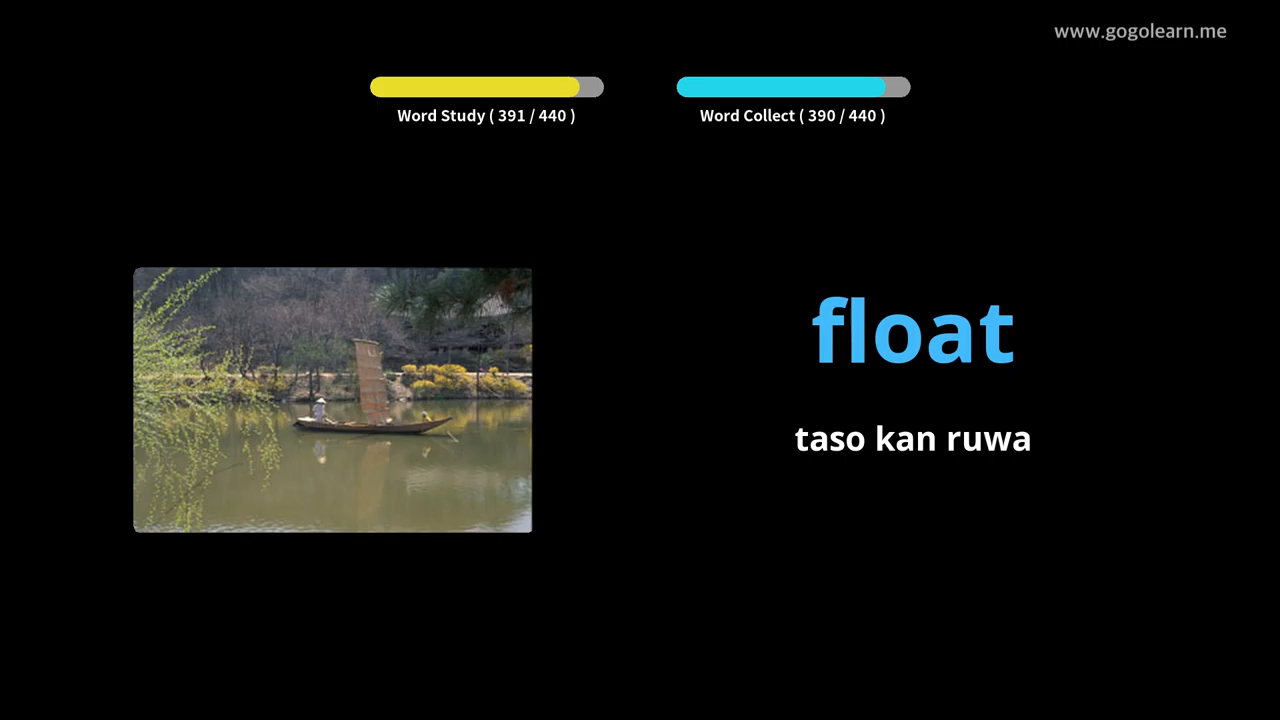 www.gogolearn.me
Word Study ( 391 / 440 )
Word Collect ( 390 / 440 )
float
taso kan ruwa